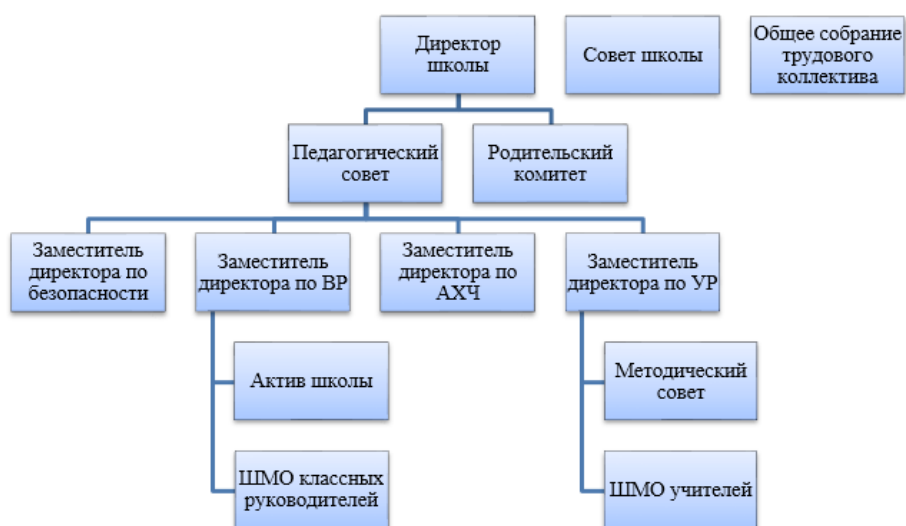 Директор
школы
Совет школы
Общее собрание
трудового
коллектива
Педагогический
совет
Родительский
комитет
Заместитель
директора по
безопасности
Заместитель
директора по ВР
Заместитель
директора по
АХЧ
Заместитель
директора по УР
Актив школы
Методический
совет
ШМО классных
руководителей
ШМО учителей